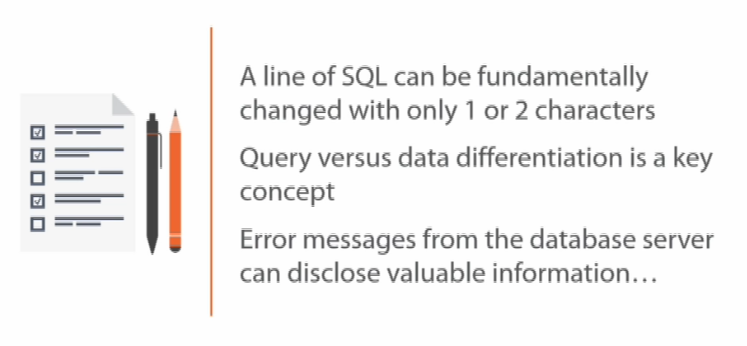 A line of SQL can be fundamentally
changed with only 1 or 2 characters
Query versus data differentiation is a key
concept
Error messages from the database server
can disclose valuable information…